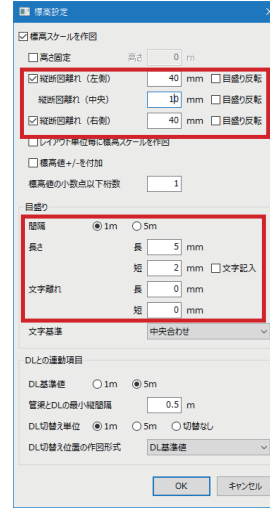 標高設定
標高スケールを作図
高さ固定 高さ 0 m
縦断図離れ（左側） 40 mm 目盛り反転
縦断図離れ（中央） 10 mm 目盛り反転
縦断図離れ（右側） 40 mm 目盛り反転
レイアウト単位毎に標高スケールを作図
標高値+/-を付加
標高値の小数点以下桁数 1
目盛り
間隔 1m 5m
長さ 長 5 mm
短 2 mm 文字記入
文字離れ 長 0 mm
短 0 mm
文字基準 中央合わせ
DLとの連動項目
DL基準値 1m 5m
管渠とDLの最小縦間隔 0.5 m
DL切替え単位 1m 5m 切替なし
DL切替え位置の作図形式 DL基準値
OK キャンセル